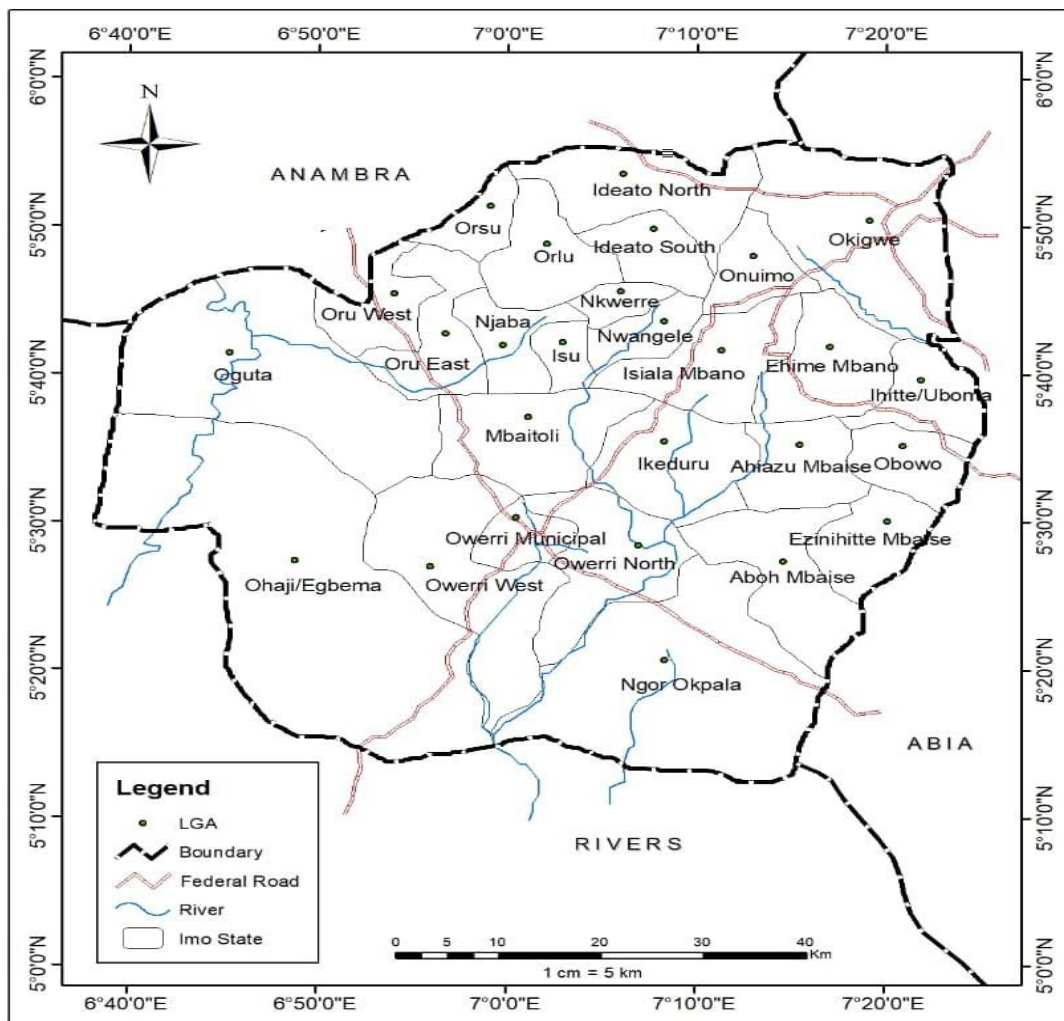 6°40'0"E 6°50'0"E 7°0'0"E 7°10'0"E 7°20'0"E
6°0'0"N 6°0'0"N
N
ANAMBRA
Ideato North
Orsu
5°50'0"N 5°50'0"N
Orlu
Ideato South
Okigwe
Onuimo
Nkwerre
Oru West
Njaba
Nwangele
Oru East
Isu
Isiala Mbano
Ehime Mbano
Oguta
5°40'0"N 5°40'0"N
Ihitte/Uboma
Mbaitoli
Ikeduru
Ahiazu Mbaise
Obowo
5°30'0"N 5°30'0"N
Owerri Municipal
Ezinihitte Mbaise
Owerri North
Ohaji/Egbema
Owerri West
Aboh Mbaise
5°20'0"N 5°20'0"N
Ngor Okpala
ABIA
Legend
LGA
Boundary
Federal Road
River
Imo State
5°10'0"N 5°10'0"N
RIVERS
0 5 10 20 30 40
Km
1 cm = 5 km
5°0'0"N 5°0'0"N
6°40'0"E 6°50'0"E 7°0'0"E 7°10'0"E 7°20'0"E